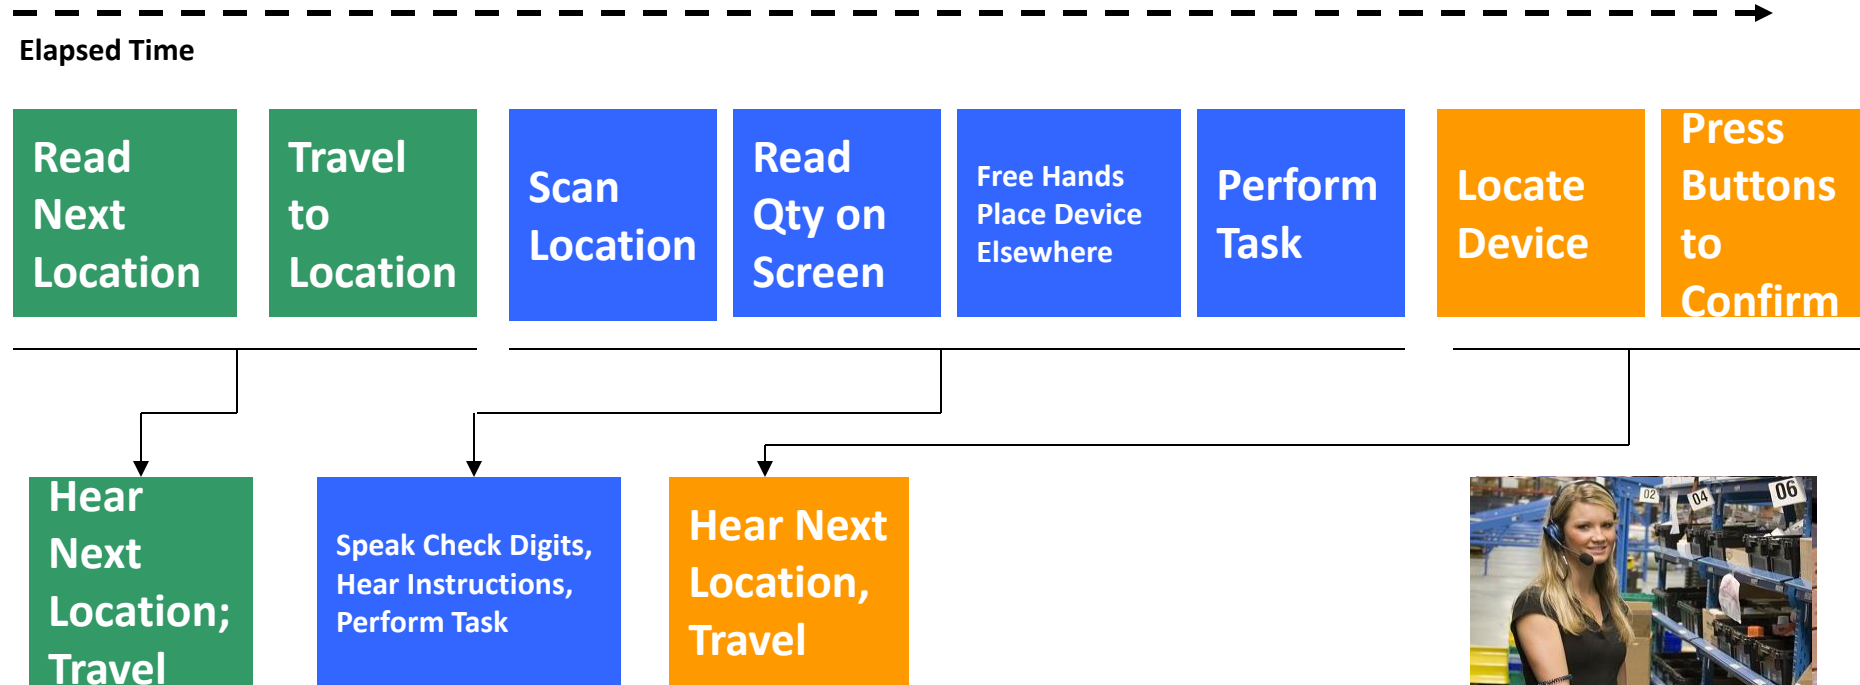 Elapsed Time
Read
Next
Location
Travel
to
Location
Scan
Location
Read
Qty on
Screen
Free Hands
Place Device
Elsewhere
Perform
Task
Locate
Device
Press
Buttons
to
Confirm
Hear
Next
Location;
Travel
Speak Check Digits,
Hear Instructions,
Perform Task
Hear Next
Location,
Travel
02
04
06